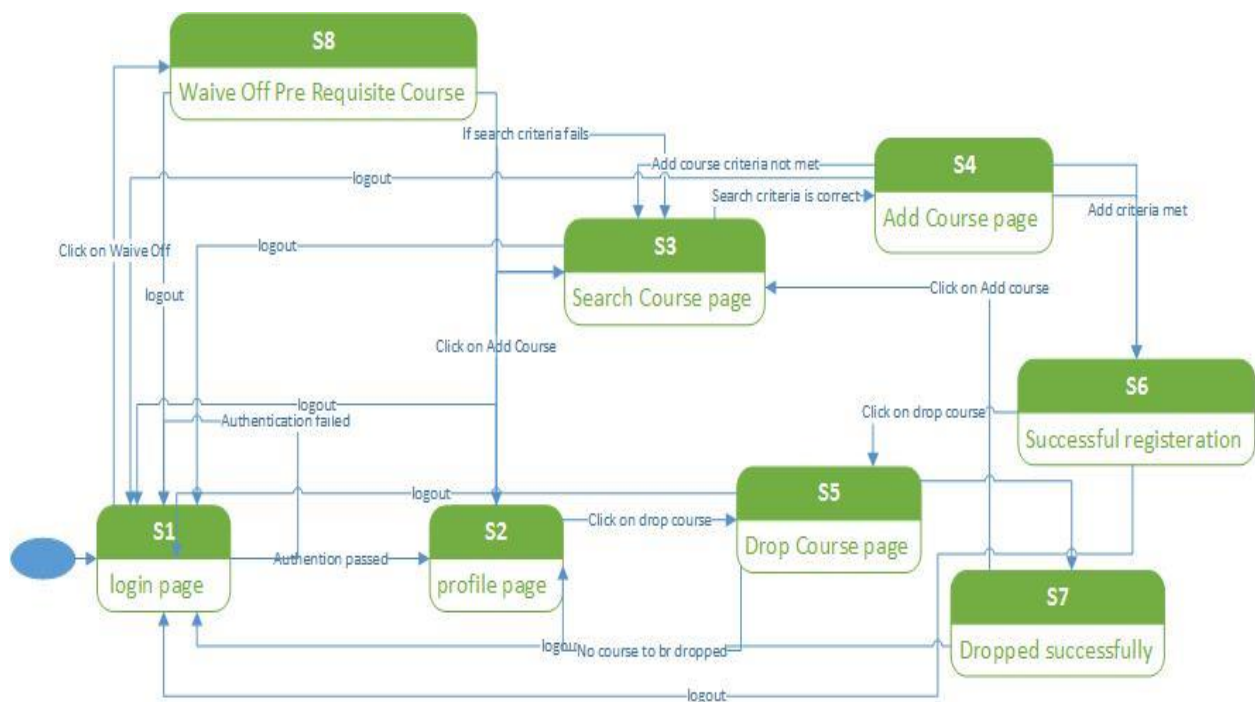 S8
Waive Off Pre Requisite Course
If search criteria fails
Add course criteria not met
S4
logout
Search criteria is correct
Add Course page
Add criteria met
S3
Click on Waive Off
logout
Search Course page
Click on Add course
logout
Click on Add Course
S6
logout
Click on drop course
Authentication failed
Successful registeration
logout
S5
S1
S2
Click on drop course
Drop Course page
Authention passed
login page
profile page
S7
logout
No course to br dropped
Dropped successfully
logout